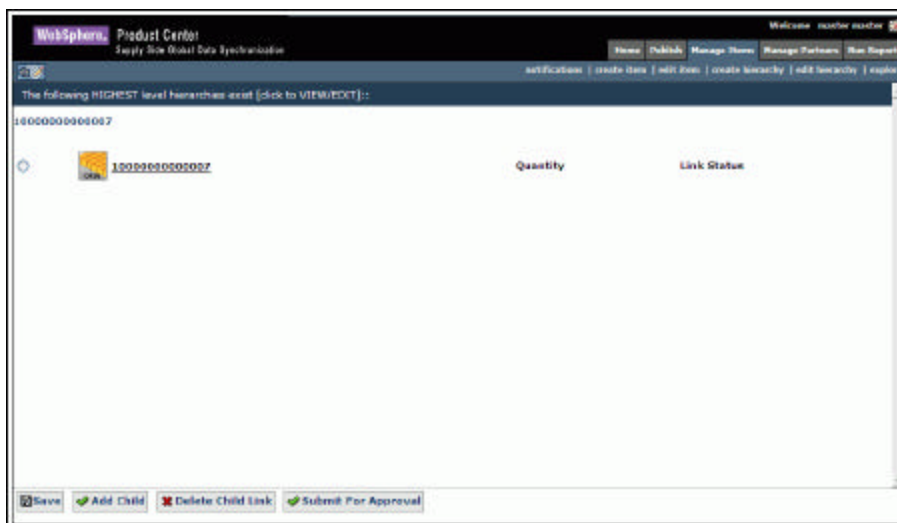 Welcome master master
WebSphere. Product Center
Supply Side Global Data Synchronization
Home Publish Manage Items Manage Partners Run Report
notifications | create item | edit item | create hierarchy | edit hierarchy | explor
The following HIGHEST level hierarchies exist [click to VIEW/EDIT]::
10000000000007
10000000000007 Quantity Link Status
Save Add Child Delete Child Link Submit For Approval